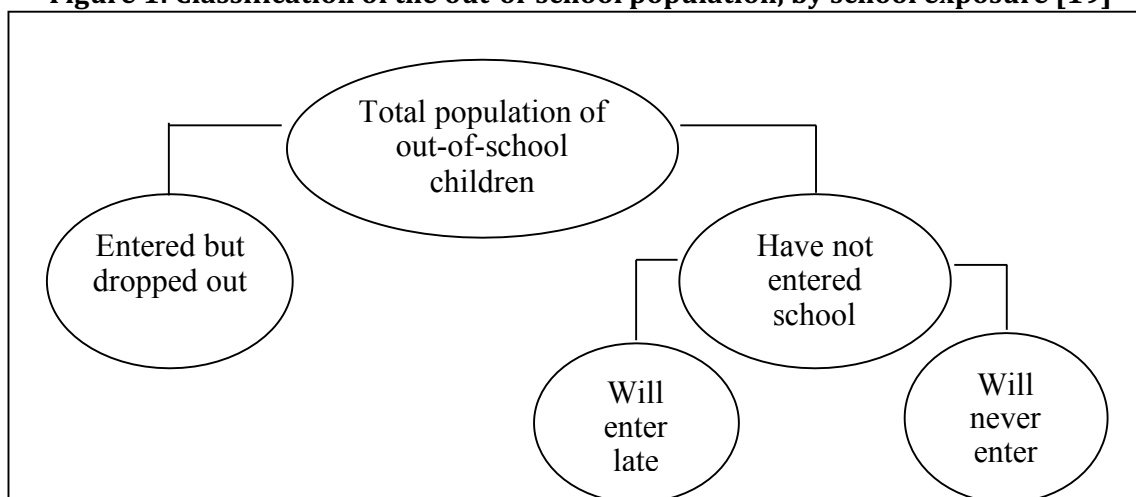 Figure 1: Classification of the out-of-school population, by school exposure [19]
Total population of
out-of-school
children
Entered but
dropped out
Have not
entered
school
Will
enter
late
Will
never
enter